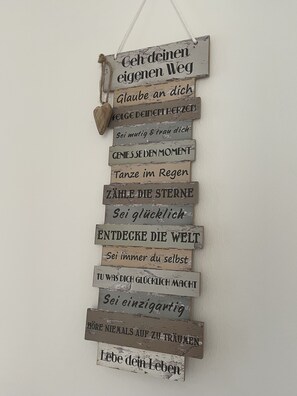 Geh deinen
eigenen Weg
Glaube an dich
FOLGE DEINEM HERZEN
Sei mutig & trau dich
GENIESSE DEN MOMENT
Tanze im Regen
ZÄHLE DIE STERNE
Sei glücklich
ENTDECKE DIE WELT
Sei immer du selbst
TU WAS DICH GLÜCKLICH MACHT
Sei einzigartig
HÖRE NIEMALS AUF ZU TRÄUMEN
Lebe dein Leben